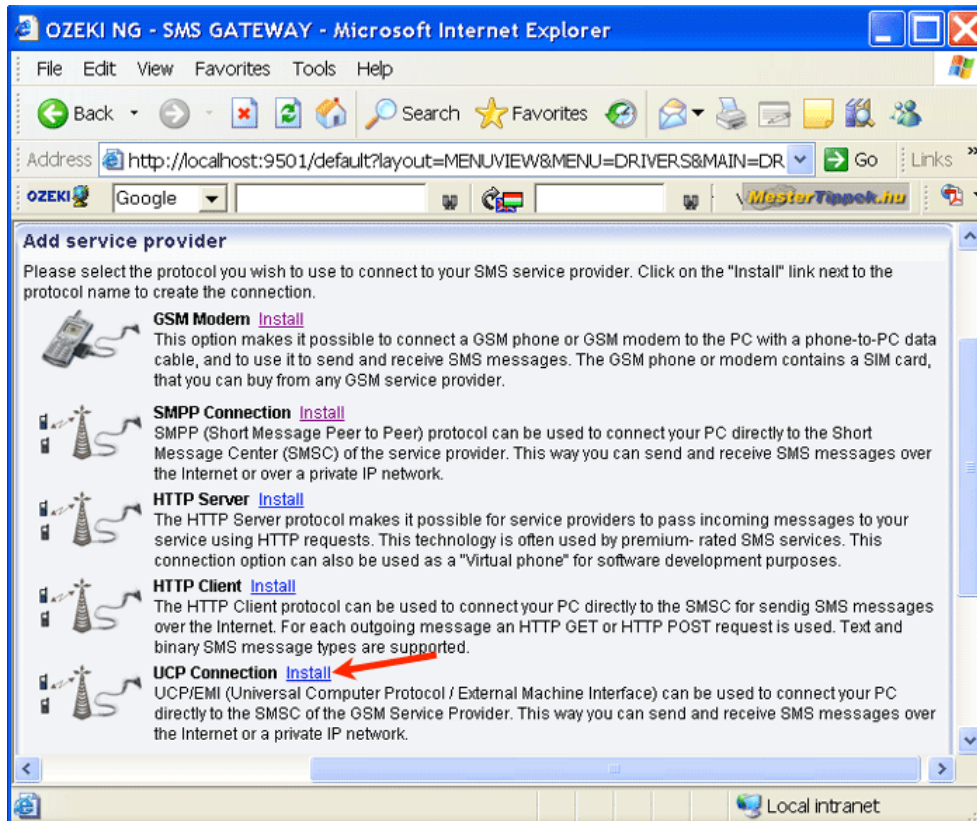 OZEKI NG - SMS GATEWAY - Microsoft Internet Explorer
File Edit View Favorites Tools Help
Back Search Favorites
Address http://localhost:9501/default?layout=MENUVIEW&MENU=DRIVERS&MAIN=DR Go Links »
OZEKI Google MesterTippek.hu
Add service provider
Please select the protocol you wish to use to connect to your SMS service provider. Click on the "Install" link next to the
protocol name to create the connection.
GSM Modem Install
This option makes it possible to connect a GSM phone or GSM modem to the PC with a phone-to-PC data
cable, and to use it to send and receive SMS messages. The GSM phone or modem contains a SIM card,
that you can buy from any GSM service provider.
SMPP Connection Install
SMPP (Short Message Peer to Peer) protocol can be used to connect your PC directly to the Short
Message Center (SMSC) of the service provider. This way you can send and receive SMS messages over
the Internet or over a private IP network.
HTTP Server Install
The HTTP Server protocol makes it possible for service providers to pass incoming messages to your
service using HTTP requests. This technology is often used by premium- rated SMS services. This
connection option can also be used as a "Virtual phone" for software development purposes.
HTTP Client Install
The HTTP Client protocol can be used to connect your PC directly to the SMSC for sendig SMS messages
over the Internet. For each outgoing message an HTTP GET or HTTP POST request is used. Text and
binary SMS message types are supported.
UCP Connection Install
UCP/EMI (Universal Computer Protocol / External Machine Interface) can be used to connect your PC
directly to the SMSC of the GSM Service Provider. This way you can send and receive SMS messages over
the Internet or a private IP network.
Local intranet